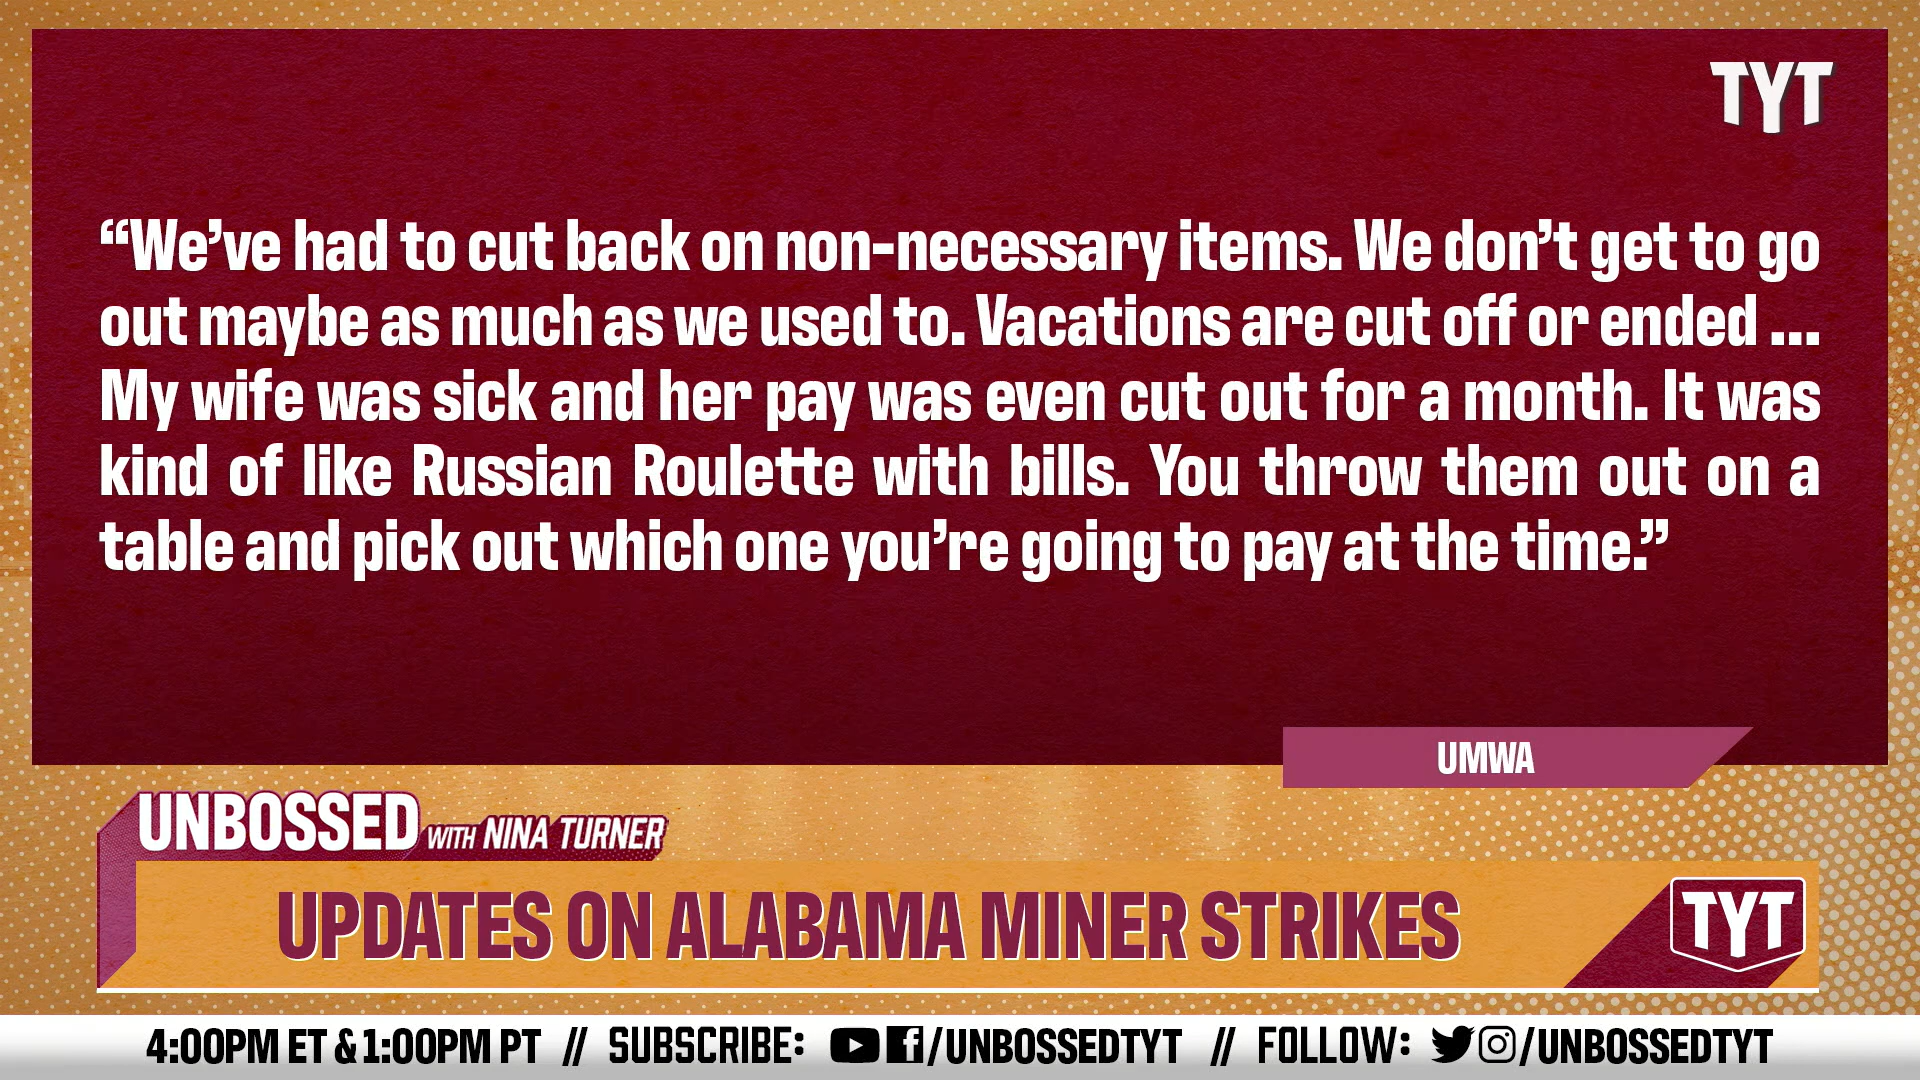 TYT
“We’ve had to cut back on non-necessary items. We don’t get to go
out maybe as much as we used to. Vacations are cut off or ended ...
My wife was sick and her pay was even cut out for a month. It was
kind of like Russian Roulette with bills. You throw them out on a
table and pick out which one you’re going to pay at the time.”
UMWA
UNBOSSED WITH NINA TURNER
UPDATES ON ALABAMA MINER STRIKES
TYT
4:00PM ET & 1:00PM PT // SUBSCRIBE: /UNBOSSEDTYT // FOLLOW: /UNBOSSEDTYT